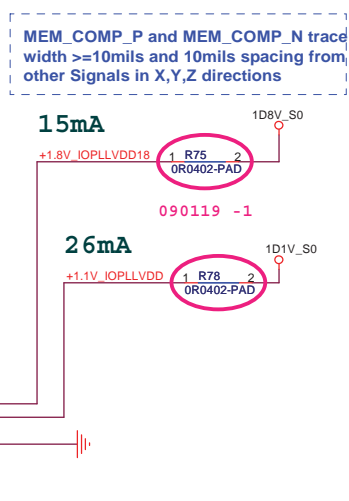 MEM_COMP_P and MEM_COMP_N trace
width >=10mils and 10mils spacing from
other Signals in X,Y,Z directions
15mA
1D8V_S0
+1.8V_IOPLLVDD18
1 R75 2
0R0402-PAD
090119 -1
26mA
1D1V_S0
+1.1V_IOPLLVDD
1 R78 2
0R0402-PAD